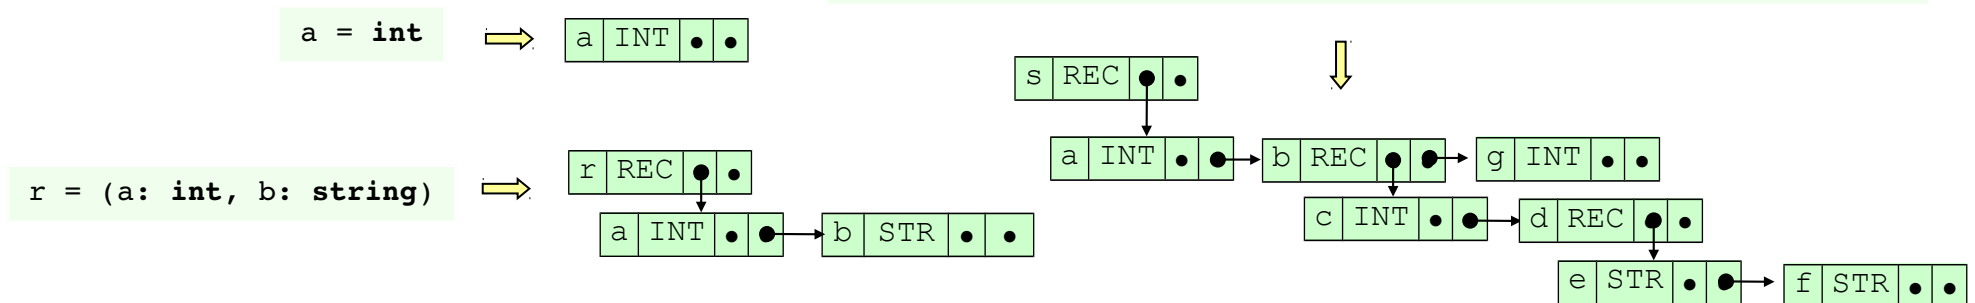 a = int
a INT
s REC
a INT b REC g INT
r REC
r = (a: int, b: string)
c INT d REC
a INT b STR
e STR f STR